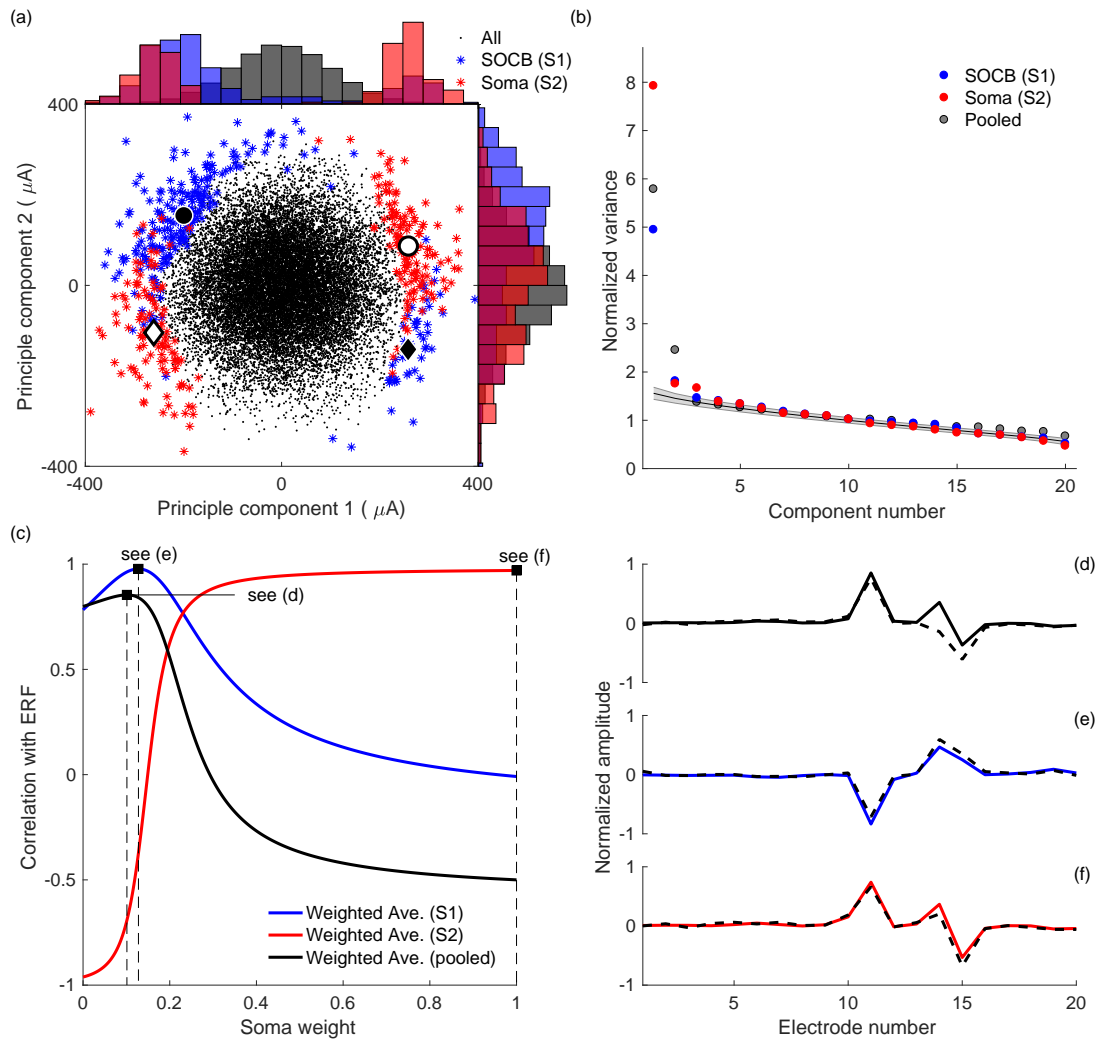 (a)
All
SOCB (S1)
Soma (S2)
400
0
-400
-400
0
400
Principle component 2 ( μA)
Principle component 1 ( μA)
(b)
SOCB (S1)
Soma (S2)
Pooled
8
7
6
5
4
3
2
1
0
5
10
15
20
Normalized variance
Component number
(c)
see (e)
see (f)
see (d)
1
0.5
0
-0.5
-1
0
0.2
0.4
0.6
0.8
1
Weighted Ave. (S1)
Weighted Ave. (S2)
Weighted Ave. (pooled)
Correlation with ERF
Soma weight
(d)
1
0
-1
(e)
1
0
-1
(f)
1
0
-1
5
10
15
20
Normalized amplitude
Electrode number